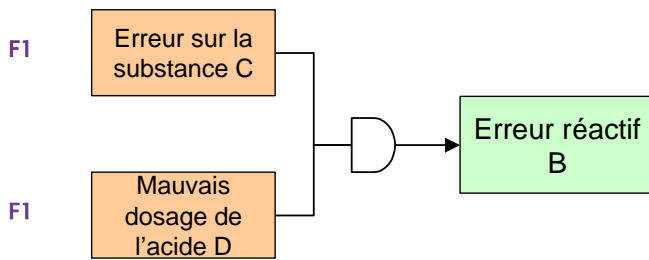 F1
Erreur sur la
substance C
Erreur réactif
B
F1
Mauvais
dosage de
l'acide D